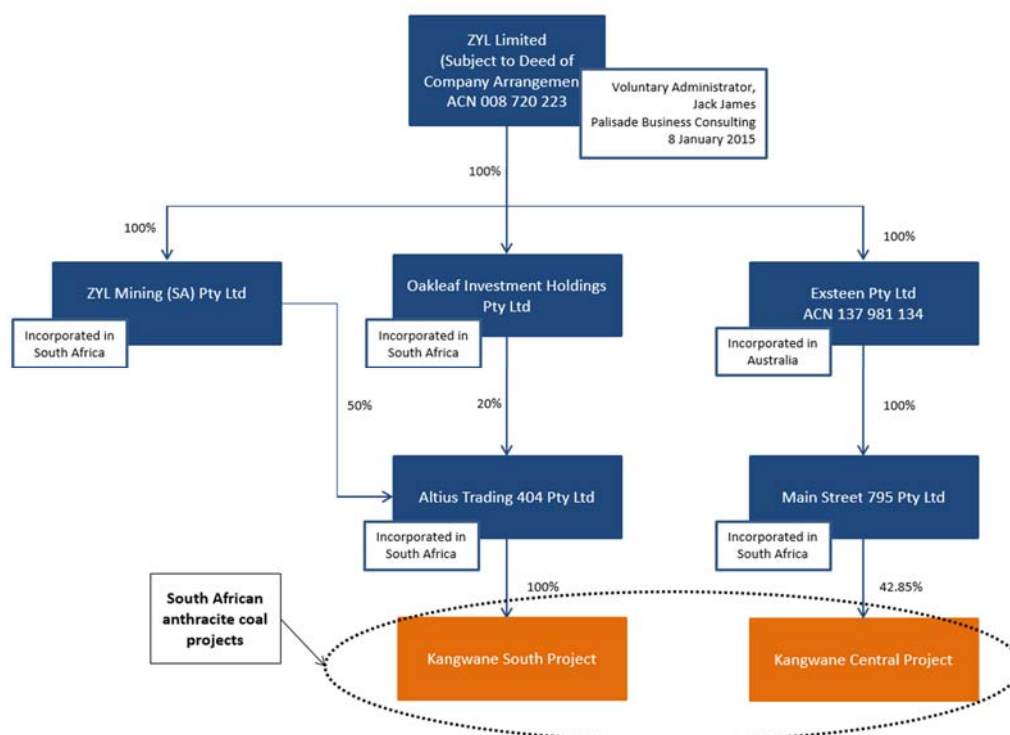 ZYL Limited
(Subject to Deed of
Company Arrangemen
ACN 008 720 223
Voluntary Administrator,
Jack James
Palisade Business Consulting
8 January 2015
100%
100%
100%
ZYL Mining (SA) Pty Ltd
Incorporated in
South Africa
Oakleaf Investment Holdings
Pty Ltd
Incorporated in
South Africa
Exsteen Pty Ltd
ACN 137 981 134
Incorporated in
Australia
50%
20%
100%
Altius Trading 404 Pty Ltd
Incorporated in
South Africa
Main Street 795 Pty Ltd
Incorporated in
South Africa
100%
42.85%
South African
anthracite coal
projects
Kangwane South Project
Kangwane Central Project